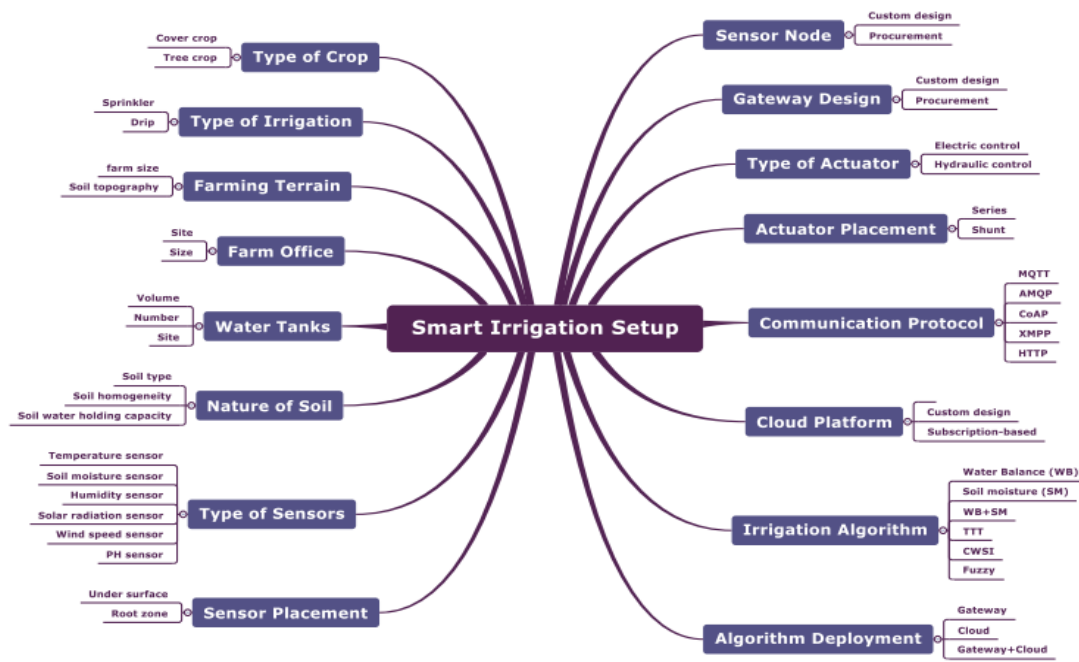 Smart Irrigation Setup
Type of Crop
Cover crop
Tree crop
Type of Irrigation
Sprinkler
Drip
Farming Terrain
farm size
Soil topography
Farm Office
Site
Size
Water Tanks
Volume
Number
Site
Nature of Soil
Soil type
Soil homogeneity
Soil water holding capacity
Type of Sensors
Temperature sensor
Soil moisture sensor
Humidity sensor
Solar radiation sensor
Wind speed sensor
PH sensor
Sensor Placement
Under surface
Root zone
Sensor Node
Custom design
Procurement
Gateway Design
Custom design
Procurement
Type of Actuator
Electric control
Hydraulic control
Actuator Placement
Series
Shunt
Communication Protocol
MQTT
AMQP
CoAP
XMPP
HTTP
Cloud Platform
Custom design
Subscription-based
Irrigation Algorithm
Water Balance (WB)
Soil moisture (SM)
WB+SM
TTT
CWSI
Fuzzy
Algorithm Deployment
Gateway
Cloud
Gateway+Cloud